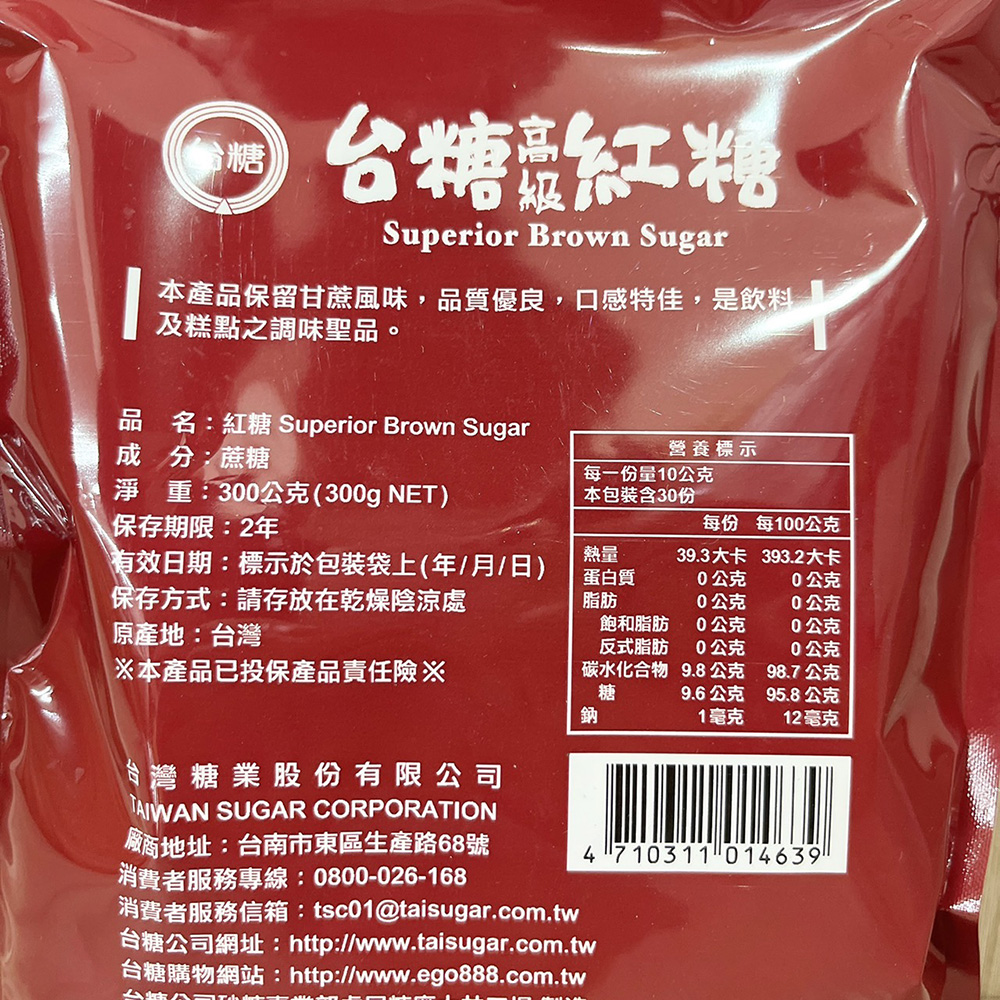 台糖
台糖高級紅糖
Superior Brown Sugar
本產品保留甘蔗風味，品質優良，口感特佳，是飲料
及糕點之調味聖品。
品　名：紅糖 Superior Brown Sugar
成　分：蔗糖
淨　重：300公克(300g NET)
保存期限：2年
有效日期：標示於包裝袋上(年/月/日)
保存方式：請存放在乾燥陰涼處
原產地：台灣
※本產品已投保產品責任險※
營養標示
每一份量10公克
本包裝含30份
每份 每100公克
熱量 39.3大卡 393.2大卡
蛋白質 0公克 0公克
脂肪 0公克 0公克
飽和脂肪 0公克 0公克
反式脂肪 0公克 0公克
碳水化合物 9.8公克 98.7公克
糖 9.6公克 95.8公克
鈉 1毫克 12毫克
台灣糖業股份有限公司
TAIWAN SUGAR CORPORATION
廠商地址：台南市東區生產路68號
消費者服務專線：0800-026-168
消費者服務信箱：tsc01@taisugar.com.tw
台糖公司網址：http://www.taisugar.com.tw
台糖購物網站：http://www.ego888.com.tw
4 710311 014639